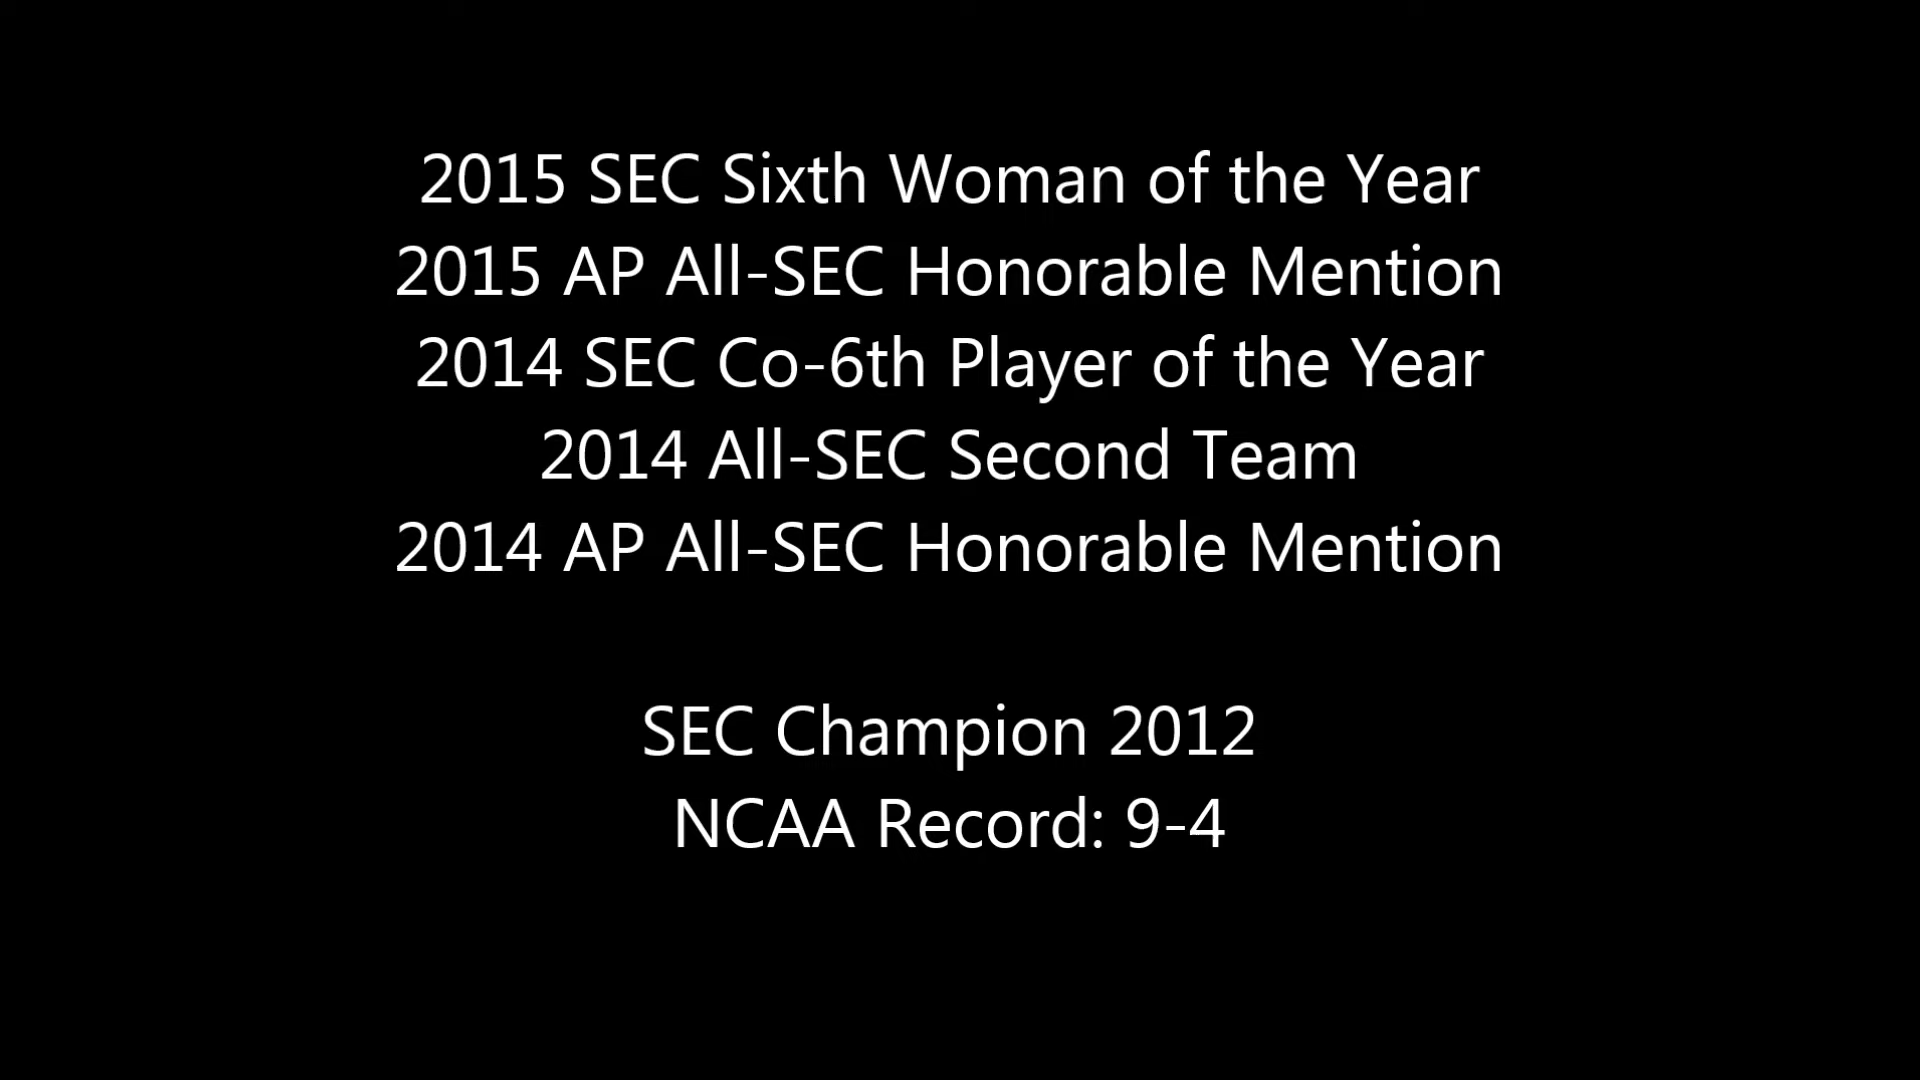 2015 SEC Sixth Woman of the Year
2015 AP All-SEC Honorable Mention
2014 SEC Co-6th Player of the Year
2014 All-SEC Second Team
2014 AP All-SEC Honorable Mention
SEC Champion 2012
NCAA Record: 9-4